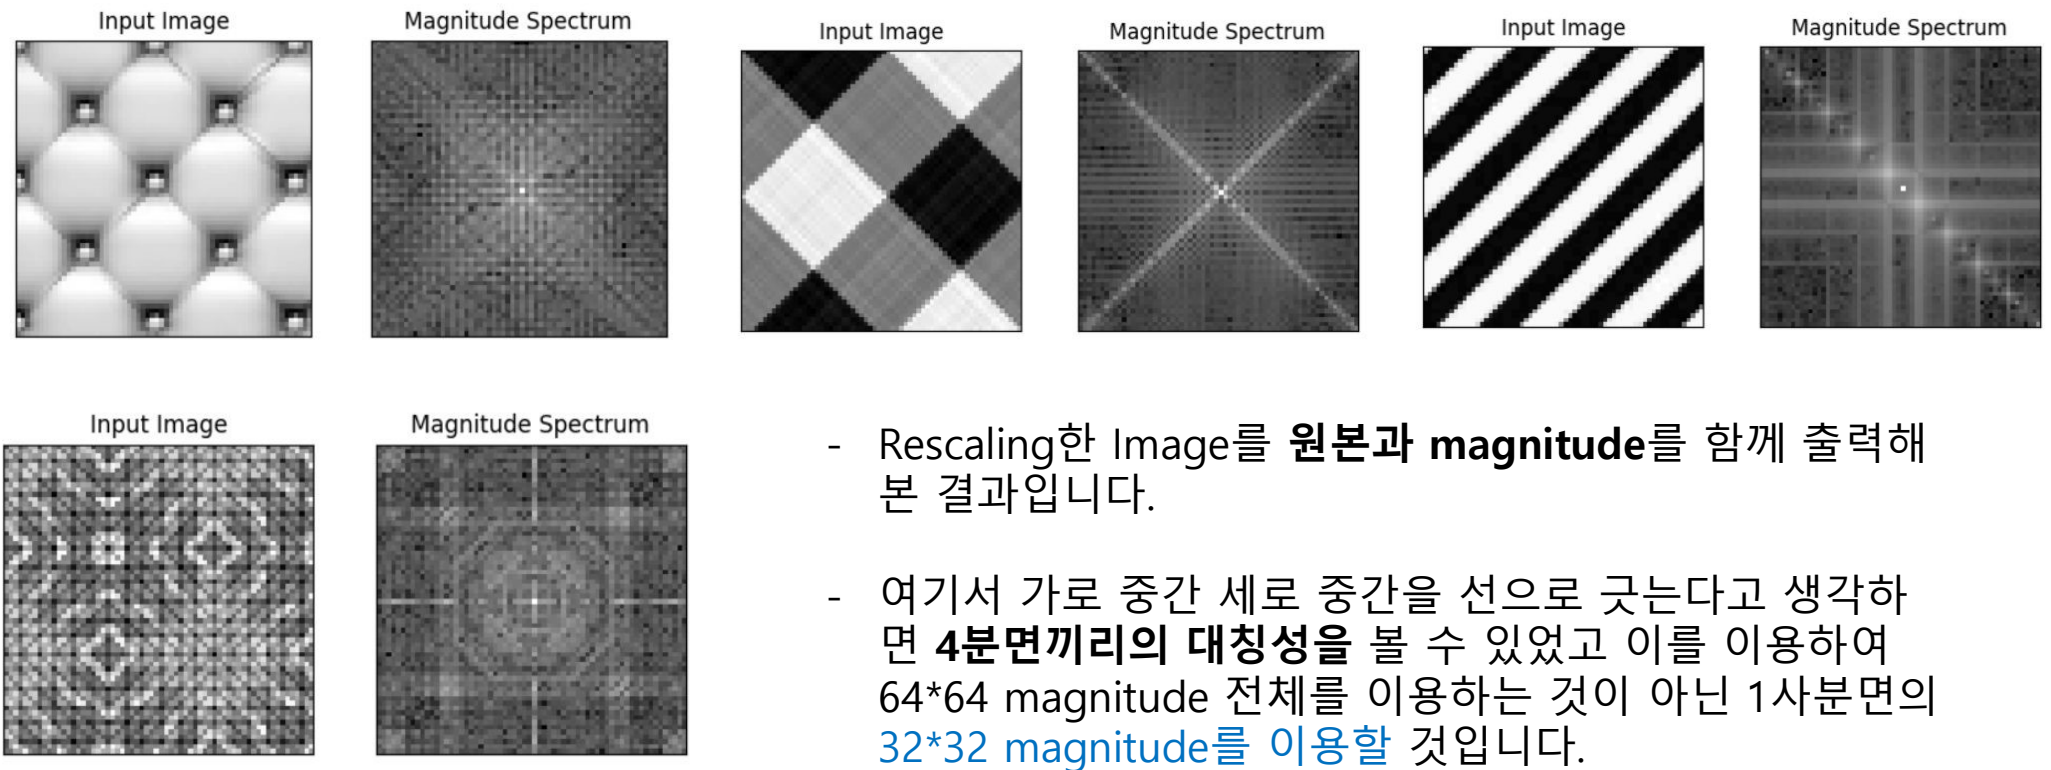 Input Image
Magnitude Spectrum
Input Image
Magnitude Spectrum
Input Image
Magnitude Spectrum
Input Image
Magnitude Spectrum
- Rescaling한 Image를 원본과 magnitude를 함께 출력해
본 결과입니다.
- 여기서 가로 중간 세로 중간을 선으로 긋는다고 생각하
면 4분면끼리의 대칭성을 볼 수 있었고 이를 이용하여
64*64 magnitude 전체를 이용하는 것이 아닌 1사분면의
32*32 magnitude를 이용할 것입니다.